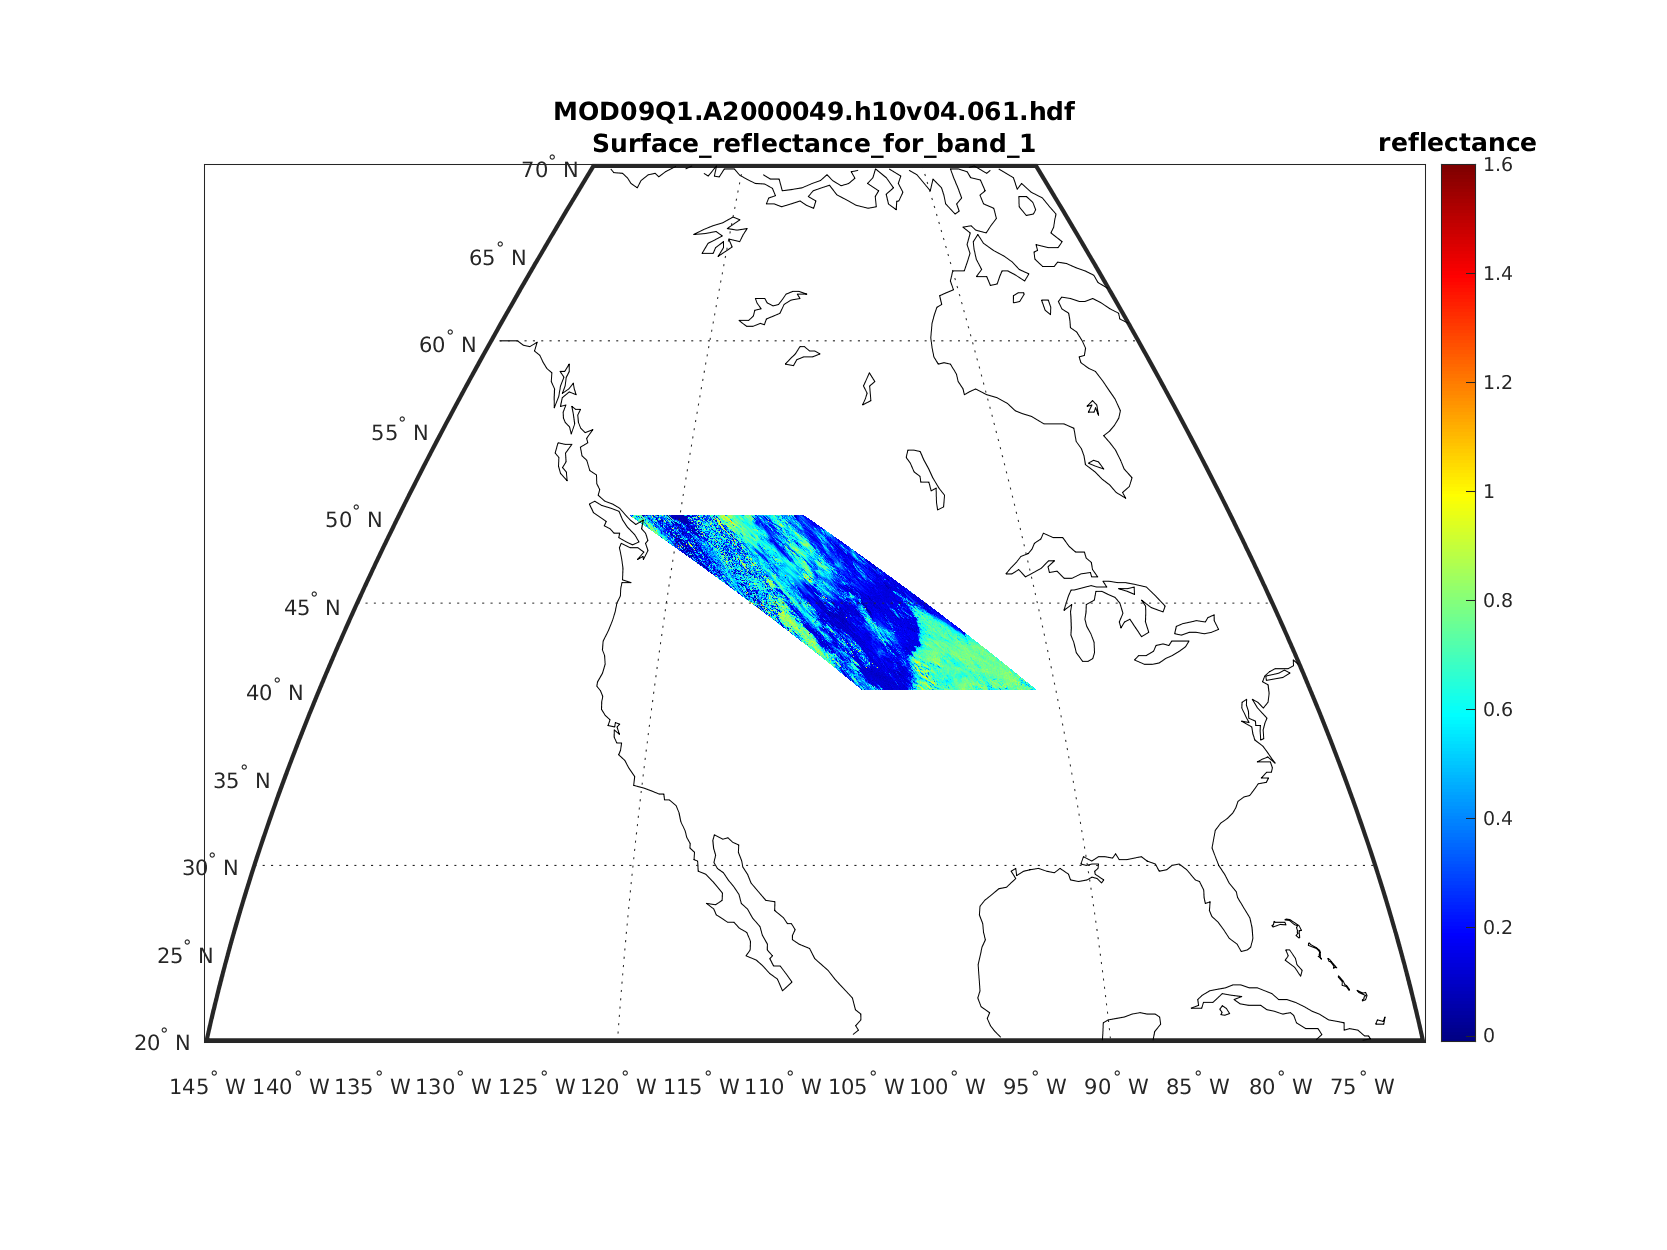 MOD09Q1.A2000049.h10v04.061.hdf
Surface_reflectance_for_band_1
reflectance
70° N
65° N
60° N
55° N
50° N
45° N
40° N
35° N
30° N
25° N
20° N
145° W 140° W 135° W 130° W 125° W 120° W 115° W 110° W 105° W 100° W 95° W 90° W 85° W 80° W 75° W
1.6
1.4
1.2
1
0.8
0.6
0.4
0.2
0